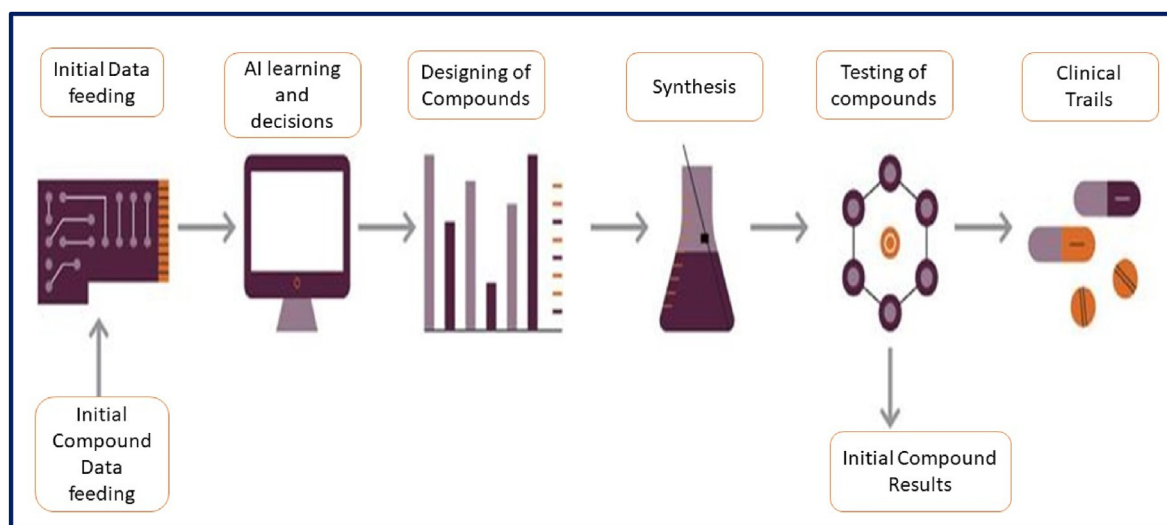 Initial Data
feeding
AI learning
and
decisions
Designing of
Compounds
Synthesis
Testing of
compounds
Clinical
Trails
Initial
Compound
Data
feeding
Initial Compound
Results